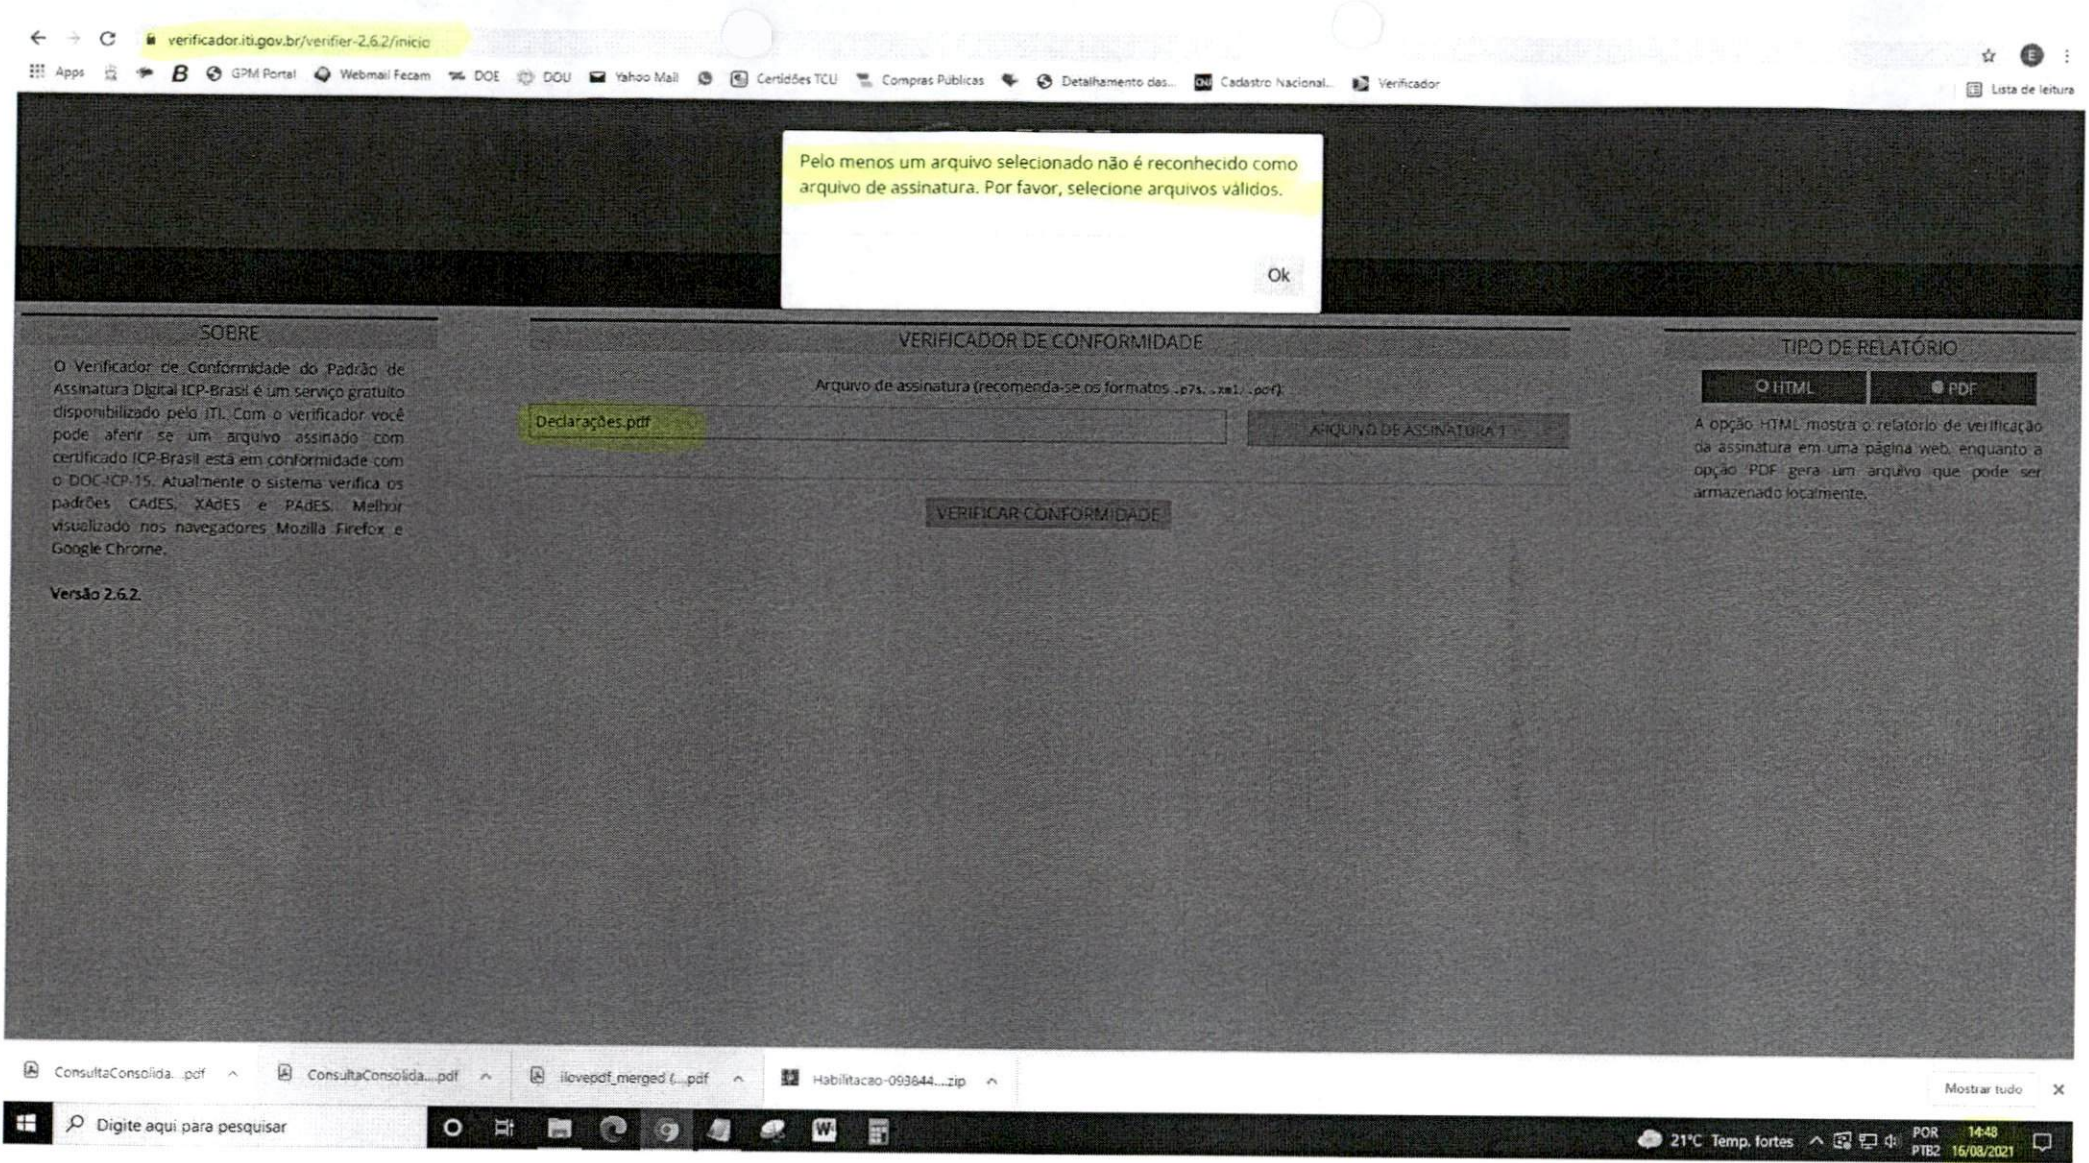 verificador.iti.gov.br/verifier-2.6.2/inicio
E
Apps B GPM Portal Webmail Fecam DOE DOU Yahoo Mail Certidões TCU Compras Públicas Detalhamento das... Cadastro Nacional... Verificador
Lista de leitura
Pelo menos um arquivo selecionado não é reconhecido como
arquivo de assinatura. Por favor, selecione arquivos válidos.
Ok
SOBRE
O Verificador de Conformidade do Padrão de
Assinatura Digital ICP-Brasil é um serviço gratuito
disponibilizado pelo ITI. Com o verificador você
pode aferir se um arquivo assinado com
certificado ICP-Brasil está em conformidade com
o DOC-ICP-15. Atualmente o sistema verifica os
padrões CAdES, XAdES e PAdES. Melhor
visualizado nos navegadores Mozilla Firefox e
Google Chrome.
Versão 2.6.2.
VERIFICADOR DE CONFORMIDADE
Arquivo de assinatura (recomenda-se os formatos .p7s, .xml, .pdf):
Declarações.pdf
ARQUIVO DE ASSINATURA 1
VERIFICAR CONFORMIDADE
TIPO DE RELATÓRIO
HTML PDF
A opção HTML mostra o relatório de verificação
da assinatura em uma página web, enquanto a
opção PDF gera um arquivo que pode ser
armazenado localmente.
ConsultaConsolida....pdf ConsultaConsolida....pdf ilovepdf_merged (....pdf Habilitacao-093844....zip
Mostrar tudo
Digite aqui para pesquisar
W
21°C Temp. fortes
POR
PTB2
14:48
16/08/2021